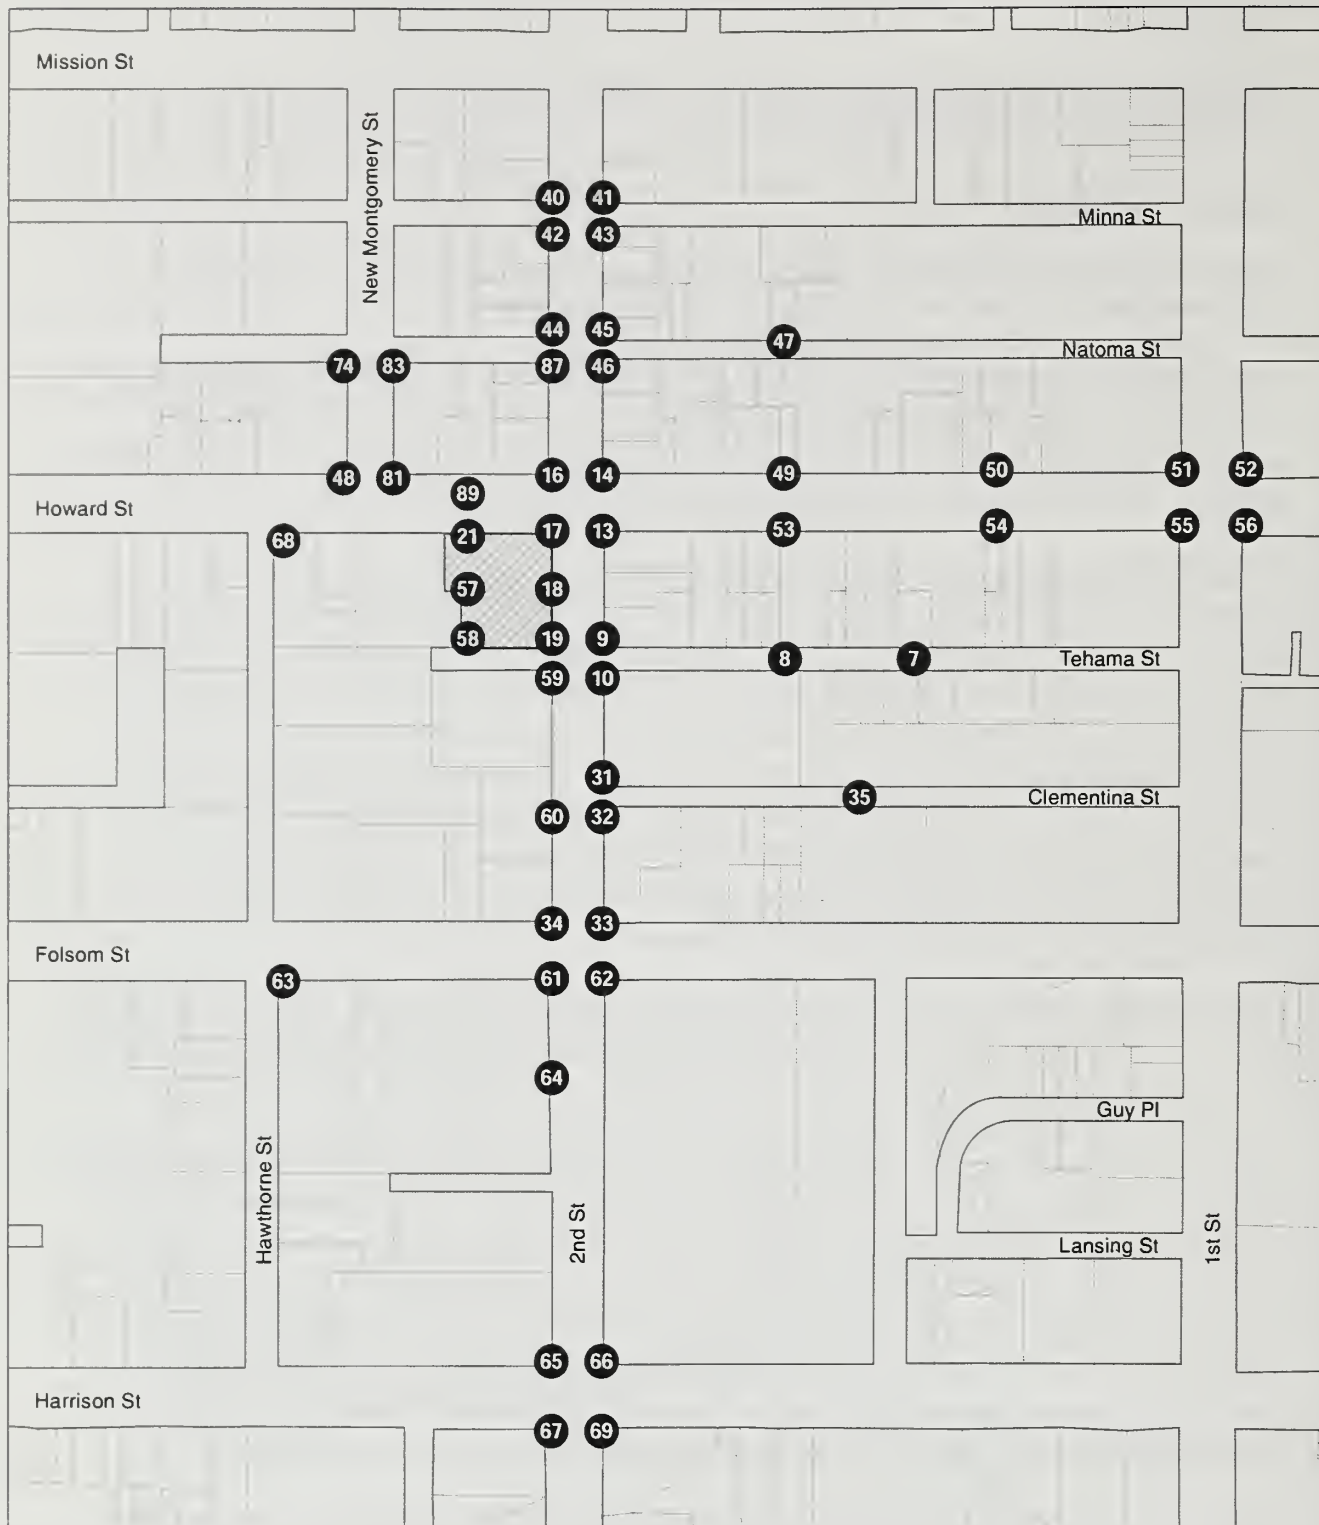 Mission St
New Montgomery St
40 41
Minna St
42 43
44 45
47
Natoma St
74 83 87 46
48 81 16 14 49 50 51 52
89
Howard St
68 21 17 13 53 54 55 56
57 18
58 19 9
8 7 Tehama St
59 10
31
35 Clementina St
60 32
34 33
Folsom St
63 61 62
64
Guy Pl
Hawthorne St
2nd St
1st St
Lansing St
65 66
Harrison St
67 69